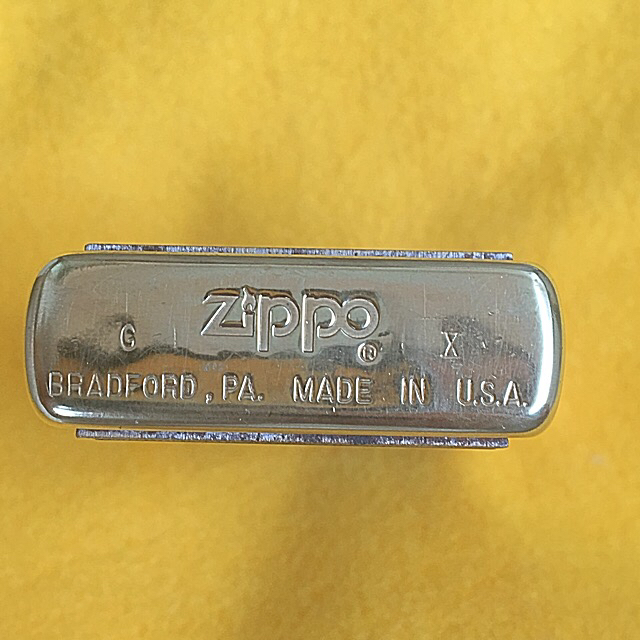 Zippo ®
G X
BRADFORD, PA. MADE IN U.S.A.